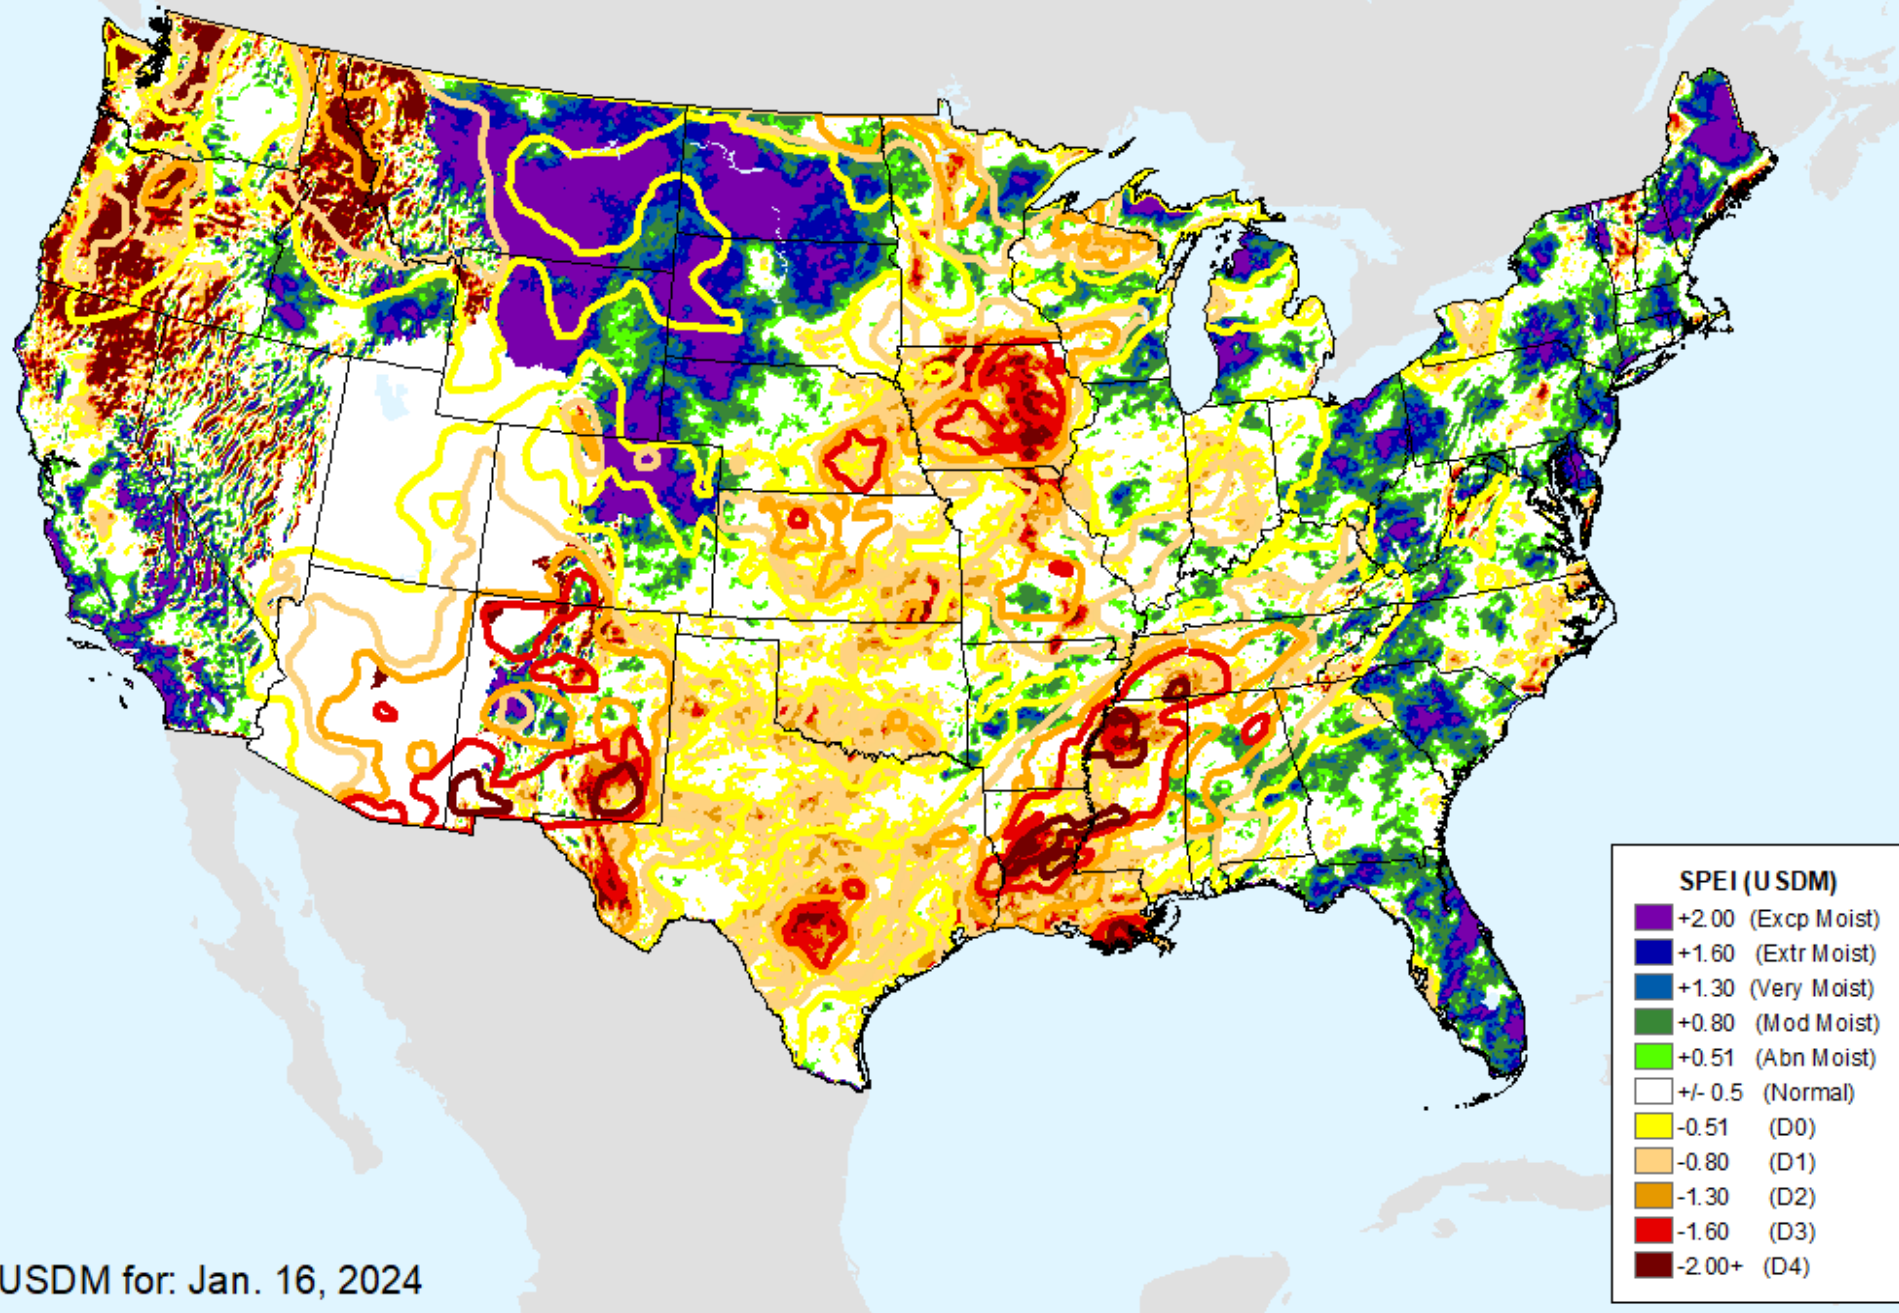 SPEI (USDM)
+2.00 (Excp Moist)
+1.60 (Extr Moist)
+1.30 (Very Moist)
+0.80 (Mod Moist)
+0.51 (Abn Moist)
+/- 0.5 (Normal)
-0.51 (D0)
-0.80 (D1)
-1.30 (D2)
-1.60 (D3)
-2.00+ (D4)
USDM for: Jan. 16, 2024